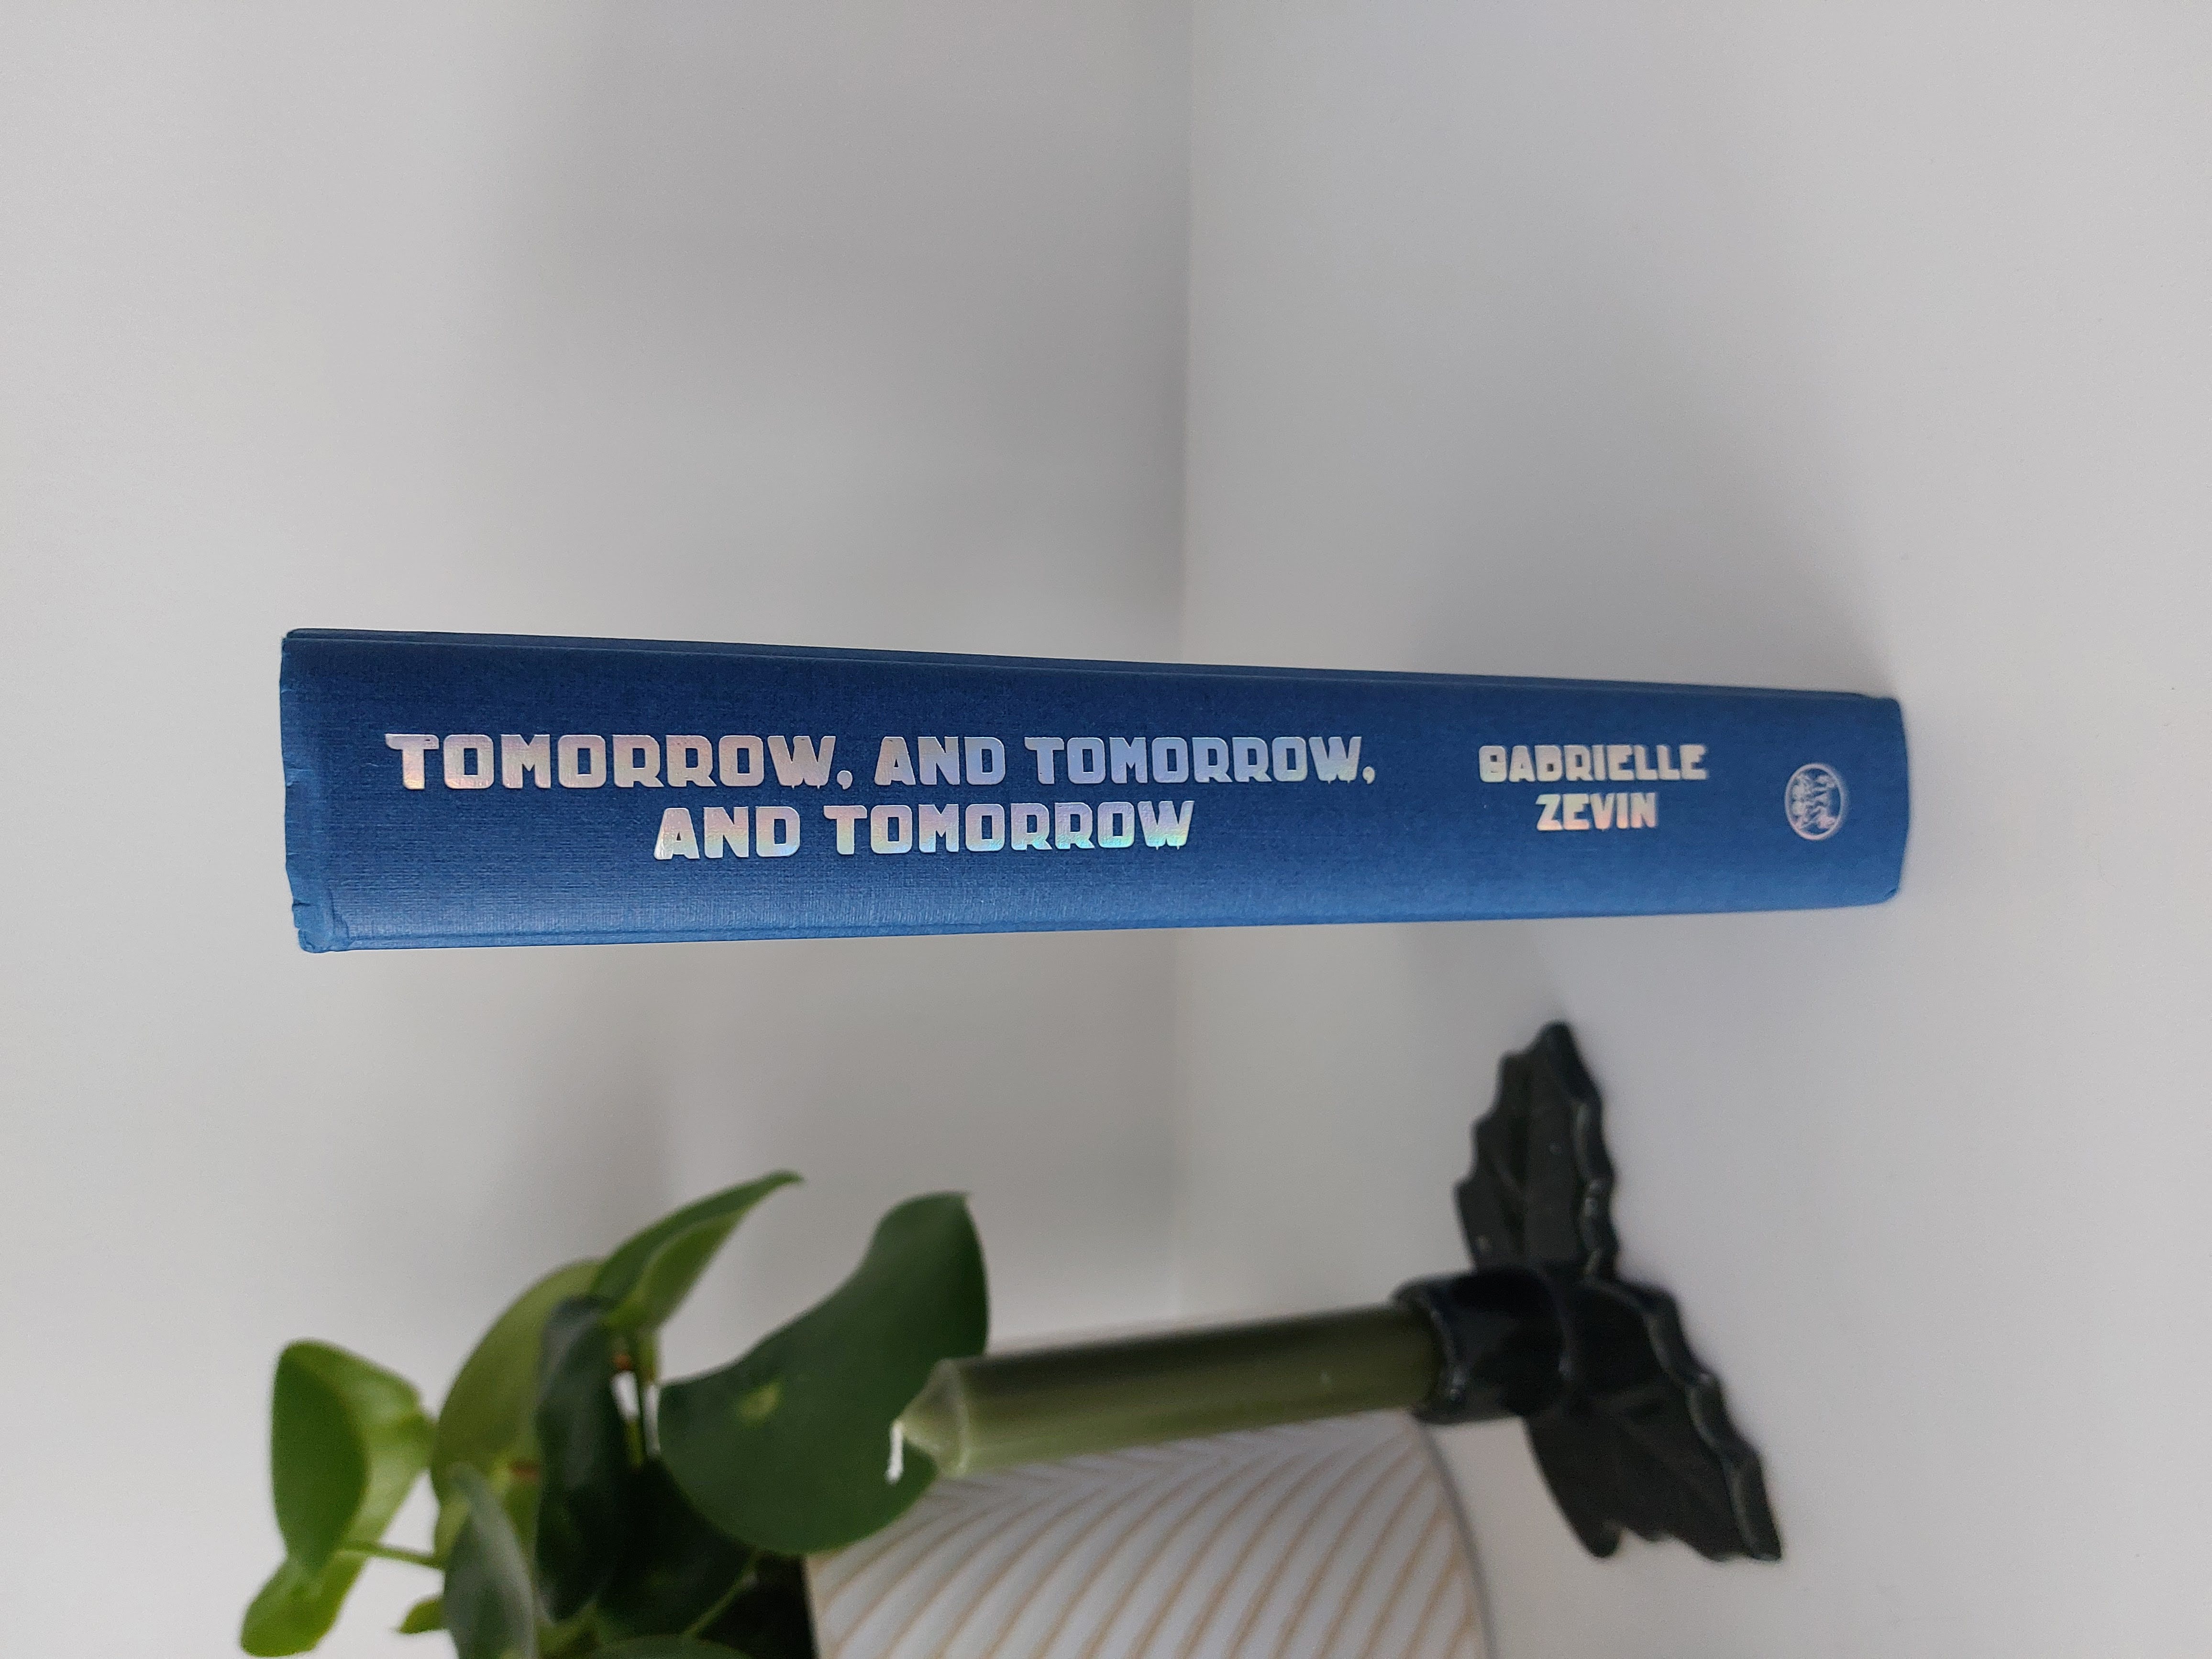 TOMORROW, AND TOMORROW,
AND TOMORROW
GABRIELLE
ZEVIN